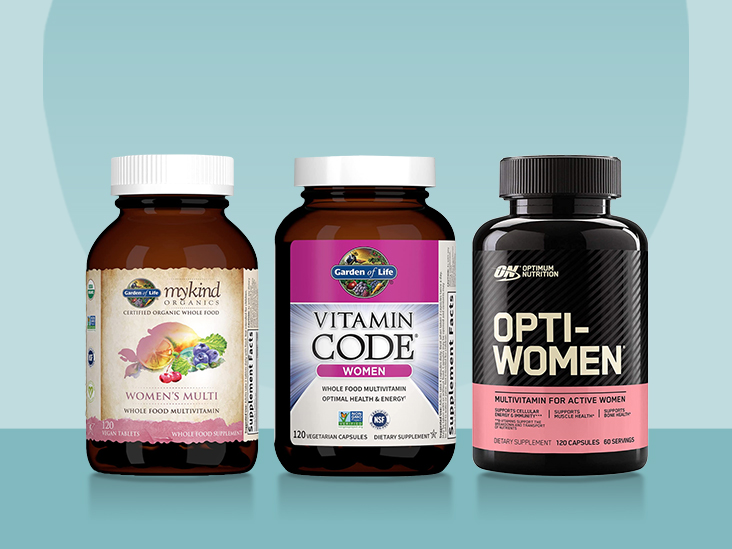 Garden of Life
mykind
ORGANICS
CERTIFIED ORGANIC WHOLE FOOD
WOMEN'S MULTI
WHOLE FOOD MULTIVITAMIN
120
VEGAN TABLETS
WHOLE FOOD SUPPLEMENT
Supplement Facts
Garden of Life
VITAMIN
CODE®
WOMEN
WHOLE FOOD MULTIVITAMIN
OPTIMAL HEALTH & ENERGY
NSF
120 VEGETARIAN CAPSULES DIETARY SUPPLEMENT
Supplement Facts
ON OPTIMUM
NUTRITION
OPTI-
WOMEN
MULTIVITAMIN FOR ACTIVE WOMEN
SUPPORTS CELLULAR
ENERGY & IMMUNITY
SUPPORTS
MUSCLE HEALTH
SUPPORTS
BONE HEALTH
DIETARY SUPPLEMENT 120 CAPSULES 60 SERVINGS